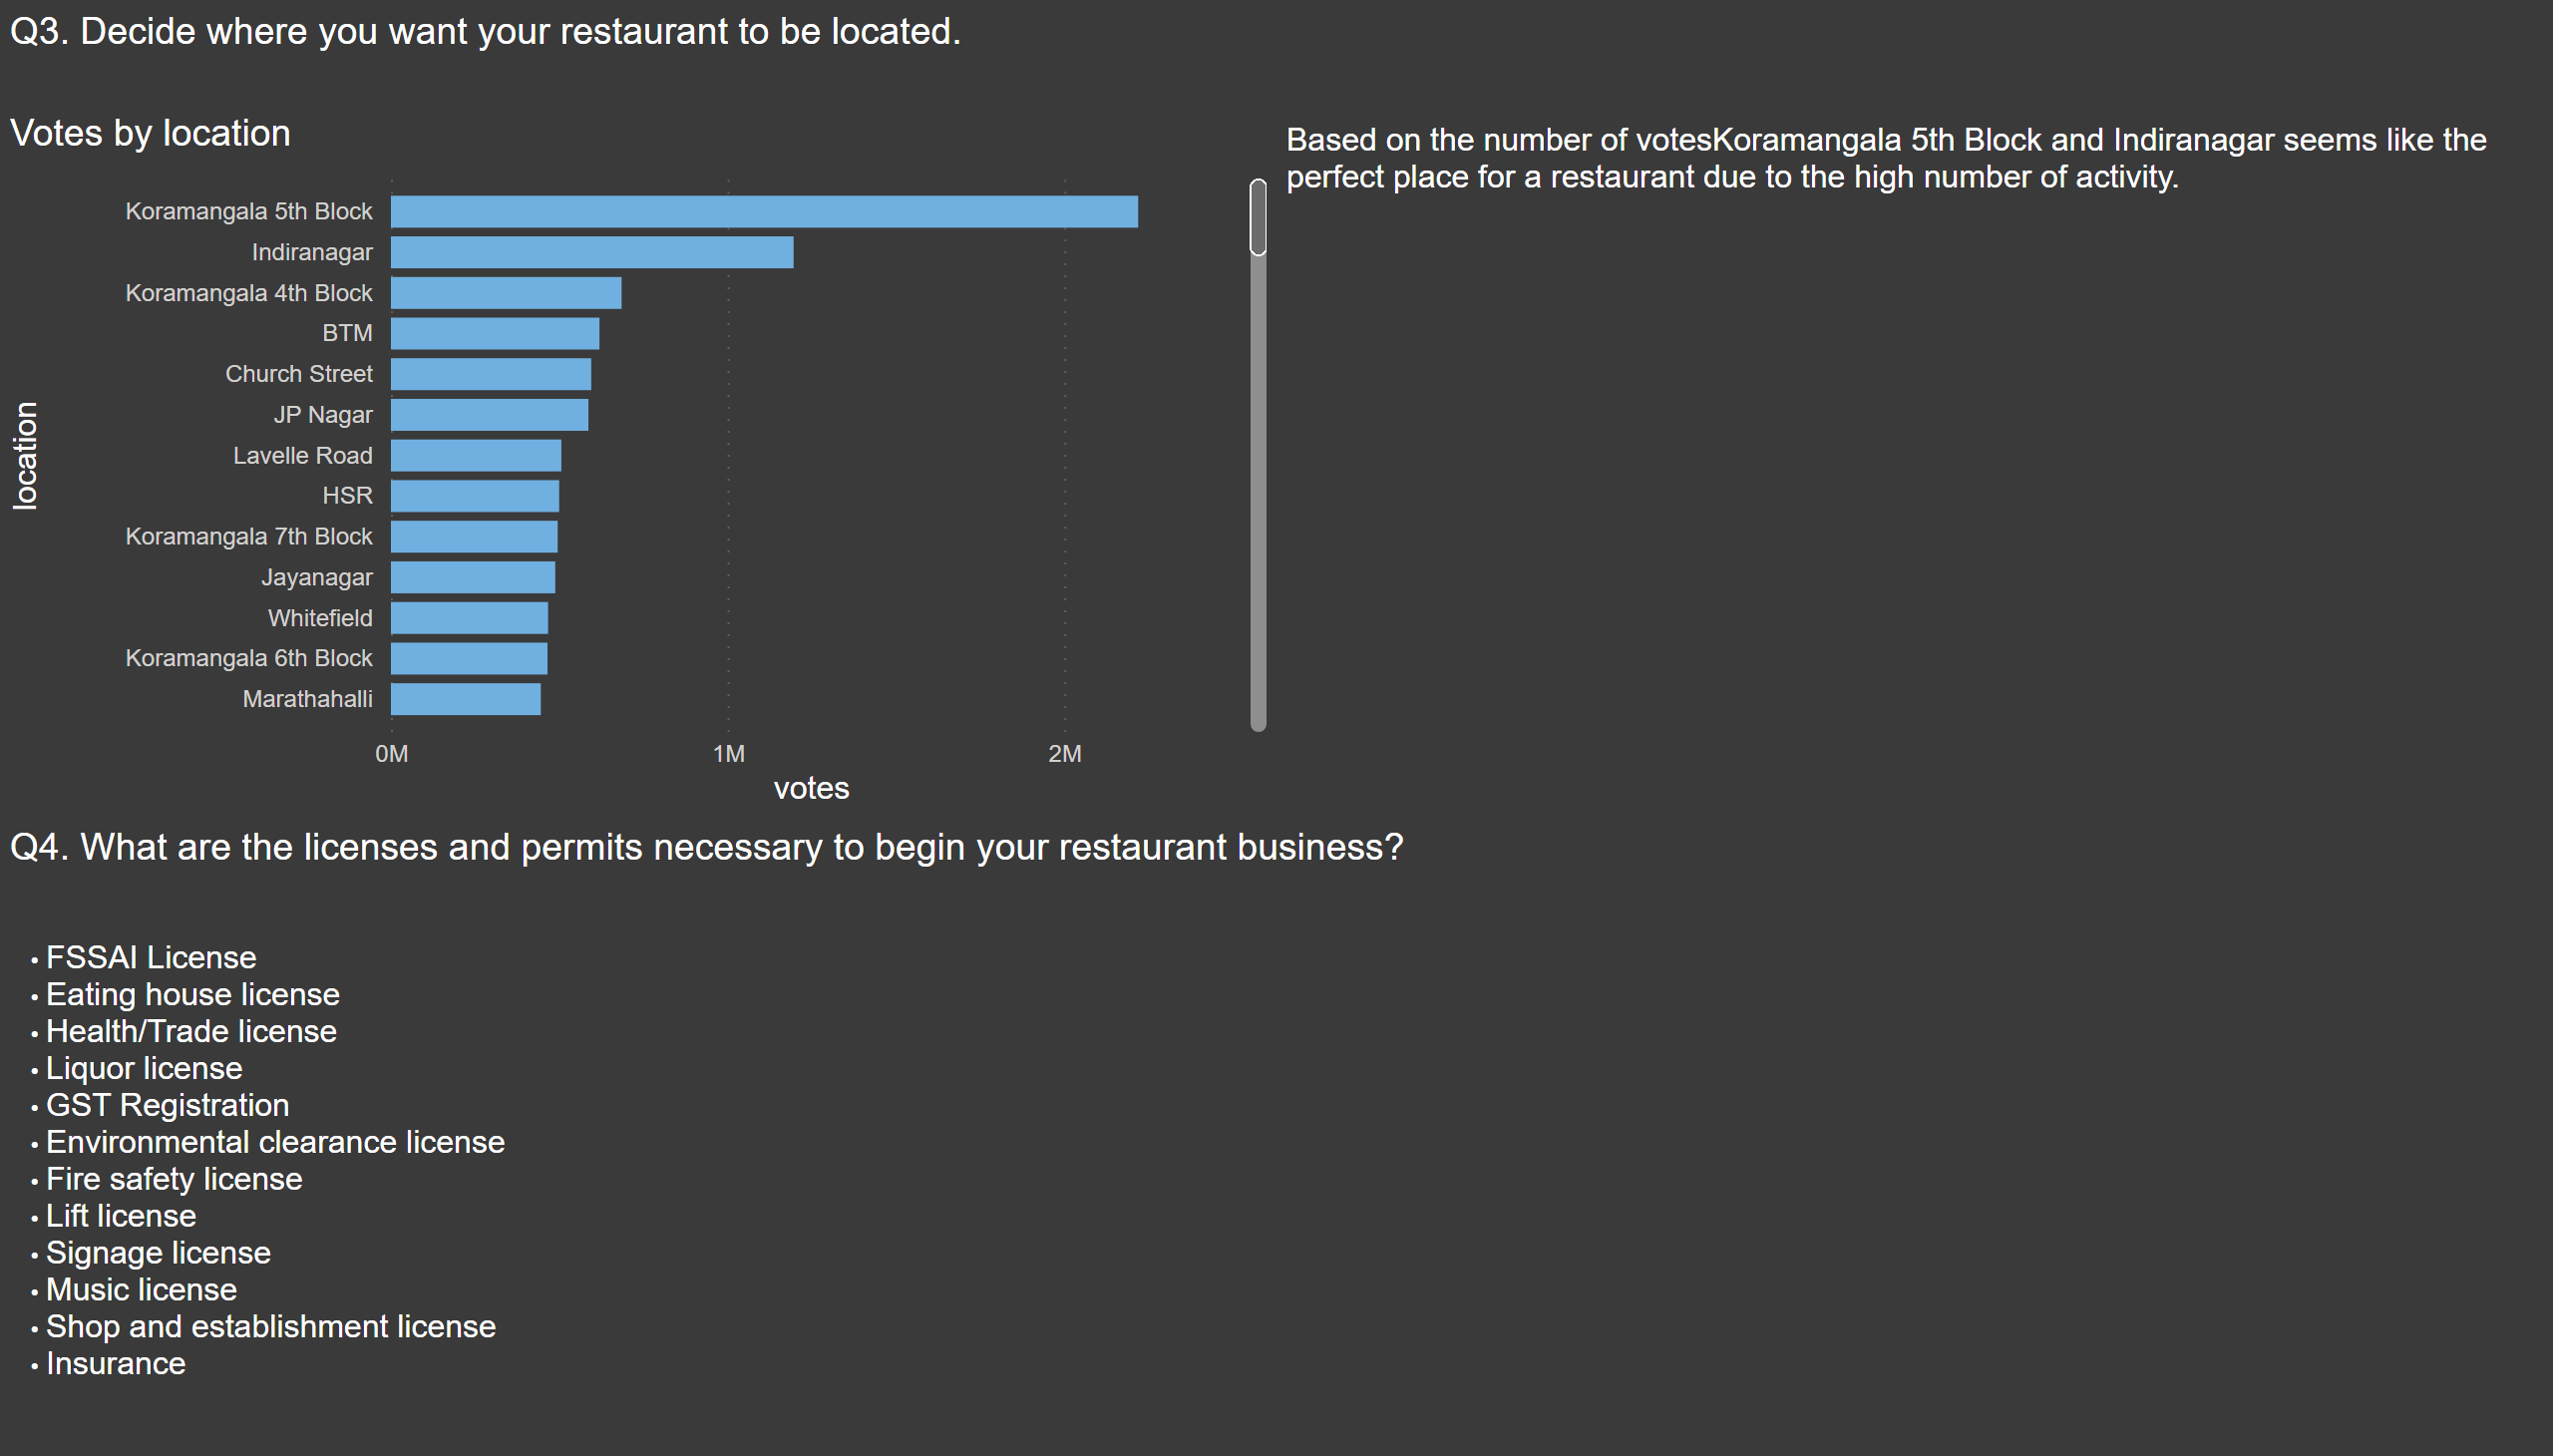 Q3. Decide where you want your restaurant to be located.
Votes by location
Based on the number of votesKoramangala 5th Block and Indiranagar seems like the
perfect place for a restaurant due to the high number of activity.
location
Koramangala 5th Block
Indiranagar
Koramangala 4th Block
BTM
Church Street
JP Nagar
Lavelle Road
HSR
Koramangala 7th Block
Jayanagar
Whitefield
Koramangala 6th Block
Marathahalli
0M 1M 2M
votes
Q4. What are the licenses and permits necessary to begin your restaurant business?
• FSSAI License
• Eating house license
• Health/Trade license
• Liquor license
• GST Registration
• Environmental clearance license
• Fire safety license
• Lift license
• Signage license
• Music license
• Shop and establishment license
• Insurance